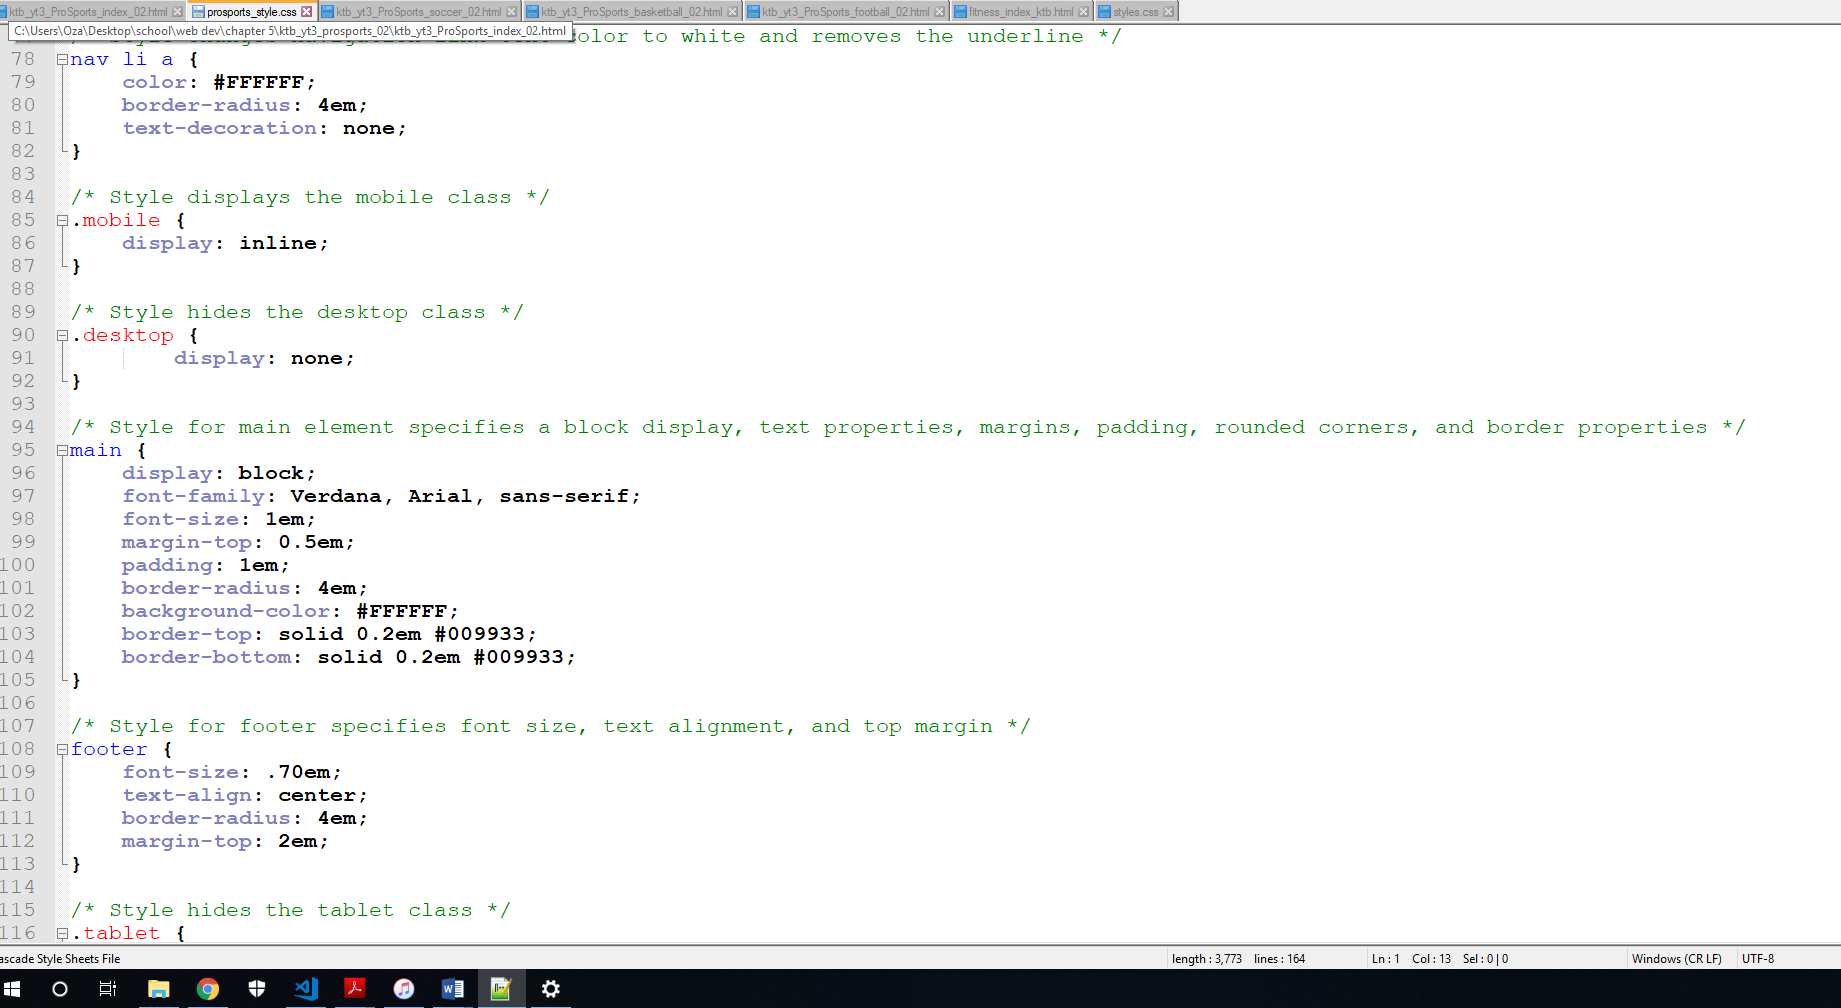 ktb_yt3_ProSports_index_02.html prosports_style.css ktb_yt3_ProSports_soccer_02.html ktb_yt3_ProSports_basketball_02.html ktb_yt3_ProSports_football_02.html fitness_index_ktb.html styles.css
C:\Users\Oza\Desktop\school\web dev\chapter 5\ktb_yt3_prosports_02\ktb_yt3_ProSports_index_02.html
color to white and removes the underline */
78 nav li a {
79 color: #FFFFFF;
80 border-radius: 4em;
81 text-decoration: none;
82 }
83
84 /* Style displays the mobile class */
85 .mobile {
86 display: inline;
87 }
88
89 /* Style hides the desktop class */
90 .desktop {
91 display: none;
92 }
93
94 /* Style for main element specifies a block display, text properties, margins, padding, rounded corners, and border properties */
95 main {
96 display: block;
97 font-family: Verdana, Arial, sans-serif;
98 font-size: 1em;
99 margin-top: 0.5em;
100 padding: 1em;
101 border-radius: 4em;
102 background-color: #FFFFFF;
103 border-top: solid 0.2em #009933;
104 border-bottom: solid 0.2em #009933;
105 }
106
107 /* Style for footer specifies font size, text alignment, and top margin */
108 footer {
109 font-size: .70em;
110 text-align: center;
111 border-radius: 4em;
112 margin-top: 2em;
113 }
114
115 /* Style hides the tablet class */
116 .tablet {
ascade Style Sheets File length : 3,773 lines : 164 Ln : 1 Col : 13 Sel : 0 | 0 Windows (CR LF) UTF-8